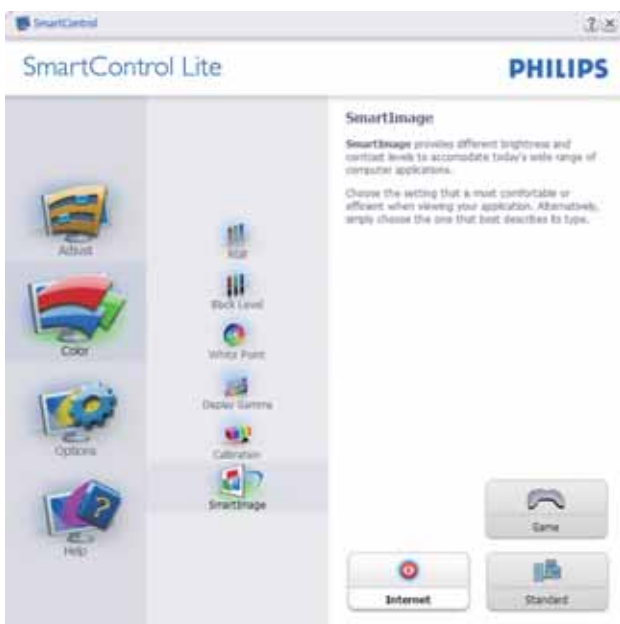 SmartControl
? ×
SmartControl Lite
PHILIPS
Adjust
Color
Options
Help
RGB
Black Level
White Point
Display Gamma
Calibration
SmartImage
SmartImage
SmartImage provides different brightness and
contrast levels to accomodate today's wide range of
computer applications.
Choose the setting that is most comfortable or
efficient when viewing your application. Alternatively,
simply choose the one that best describes its type.
Game
Internet
Standard